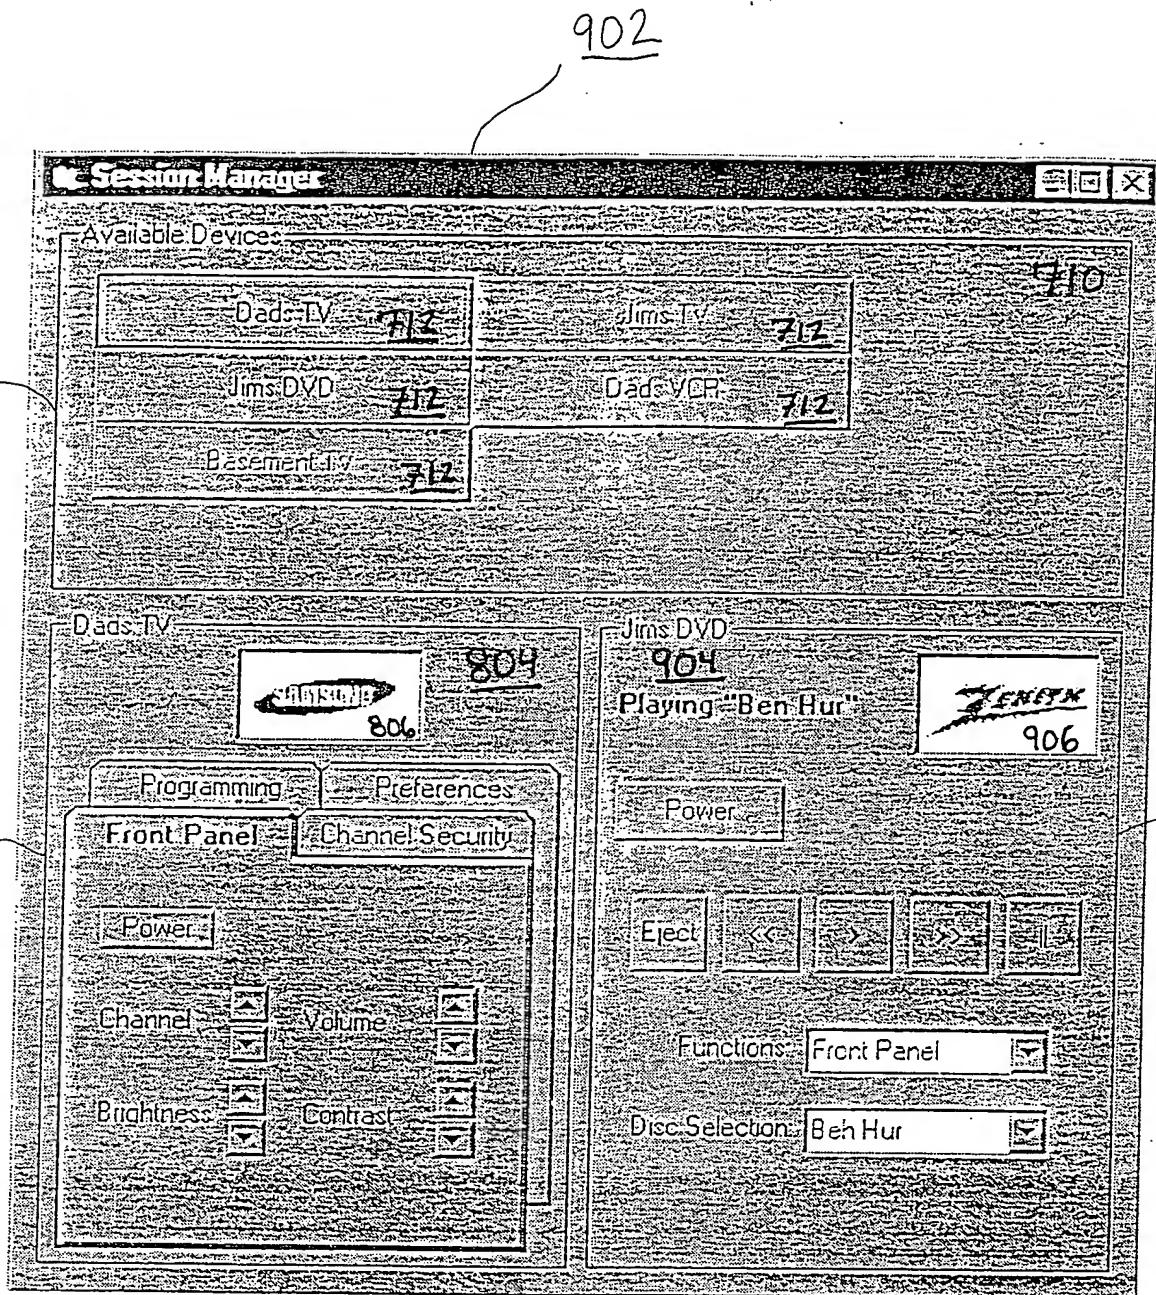 902
Session Manager
Available Devices
710
Dads TV 712 Jims TV 712
Jims DVD 712 Dads VCR 712
Basement TV 712
Dads TV
804
SAMSUNG
806
Programming Preferences
Front Panel Channel Security
Power
Channel Volume
Brightness Contrast
Jims DVD
904
Playing "Ben Hur"
ZENITH
906
Power
Eject << > >> ||
Functions: Front Panel
Disc Selection: Ben Hur